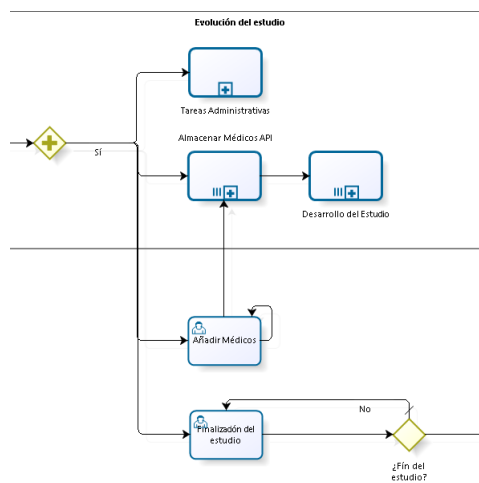 Evolución del estudio
Tareas Administrativas
Almacenar Médicos API
Sí
Desarrollo del Estudio
Añadir Médicos
No
Finalizadón del
estudio
¿Fín del
estudio?